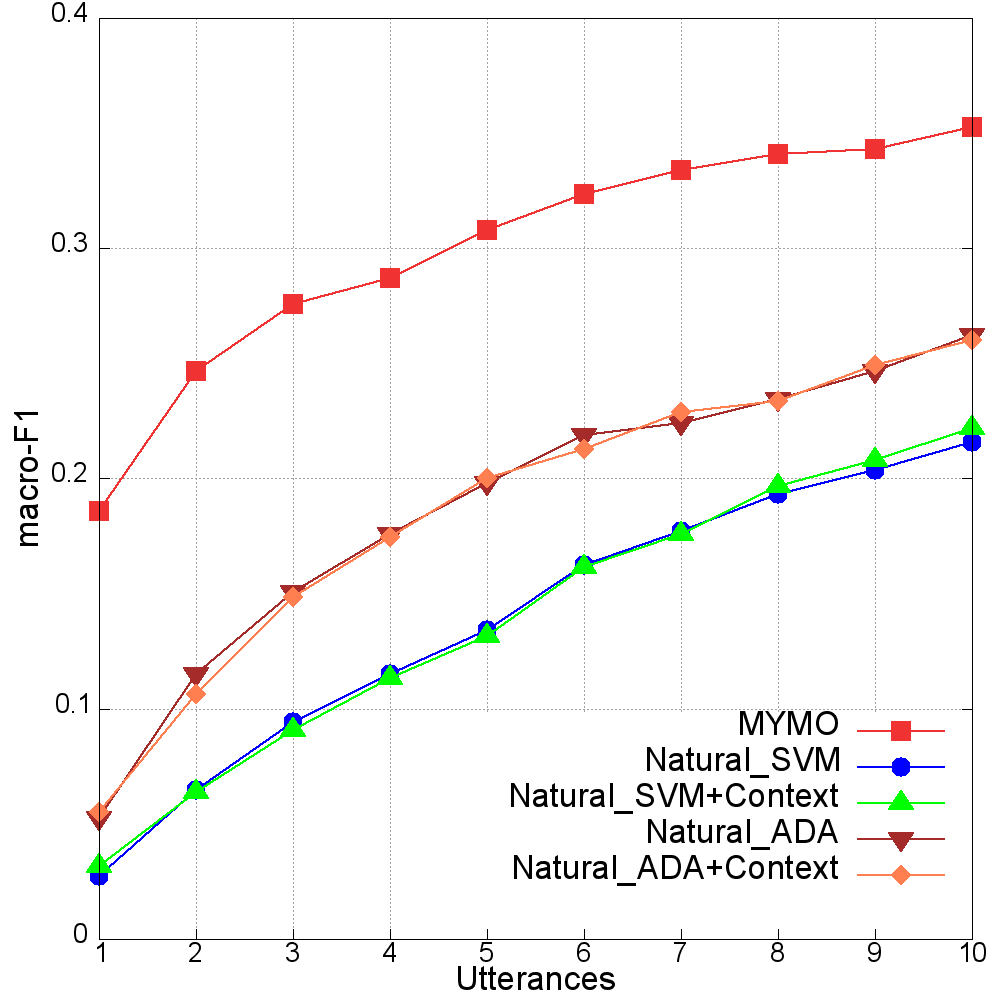 0.4
0.3
0.2
0.1
0
macro-F1
MYMO
Natural_SVM
Natural_SVM+Context
Natural_ADA
Natural_ADA+Context
1 2 3 4 5 6 7 8 9 10
Utterances